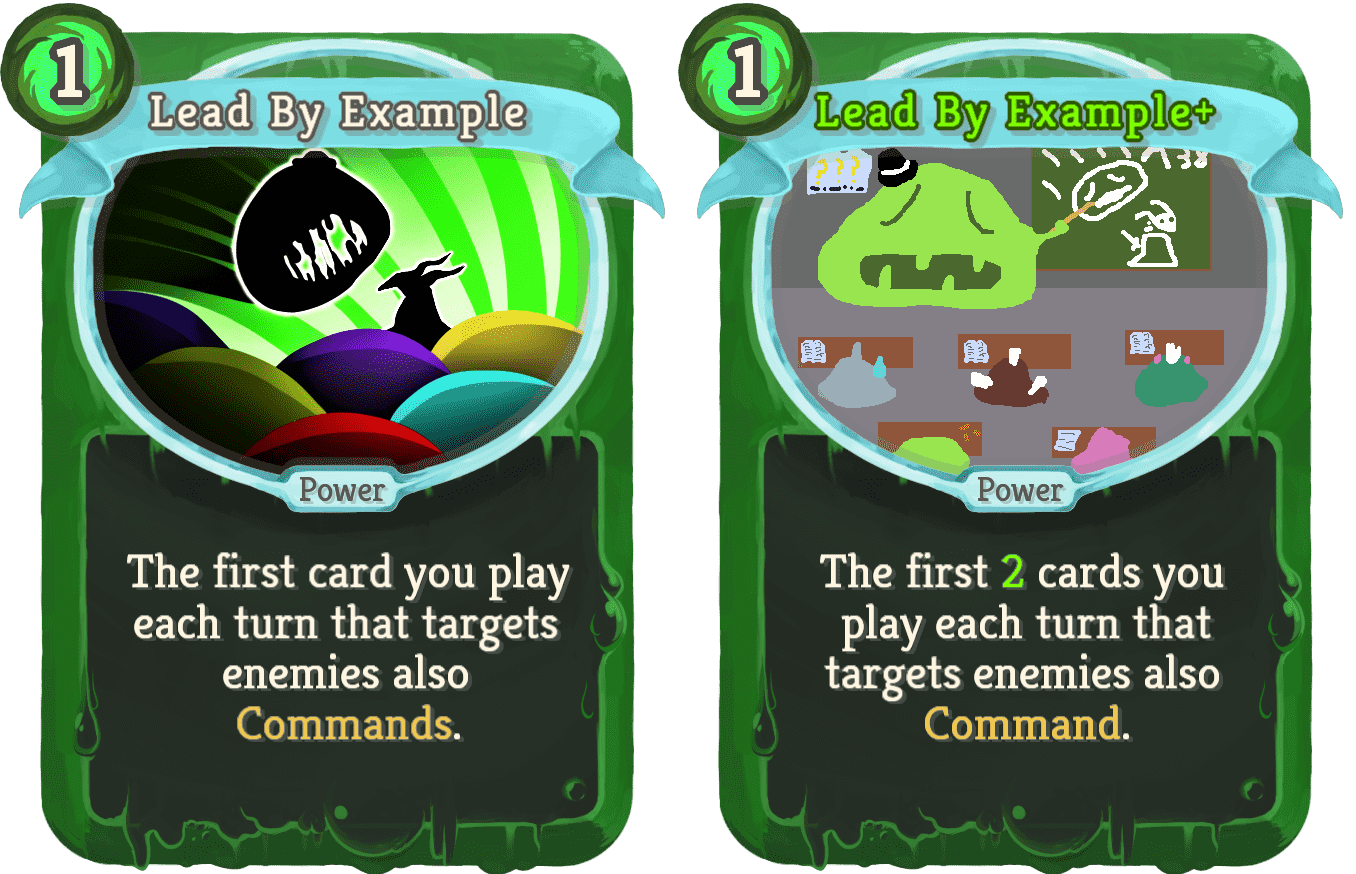 1
Lead By Example
Power
The first card you play
each turn that targets
enemies also
Commands.
1
Lead By Example+
???
Power
The first 2 cards you
play each turn that
targets enemies also
Command.